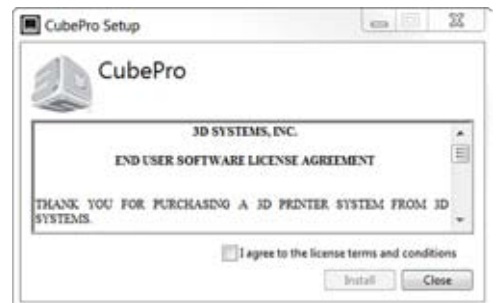 CubePro Setup
CubePro
3D SYSTEMS, INC.
END USER SOFTWARE LICENSE AGREEMENT
THANK YOU FOR PURCHASING A 3D PRINTER SYSTEM FROM 3D
SYSTEMS.
I agree to the license terms and conditions
Install Close